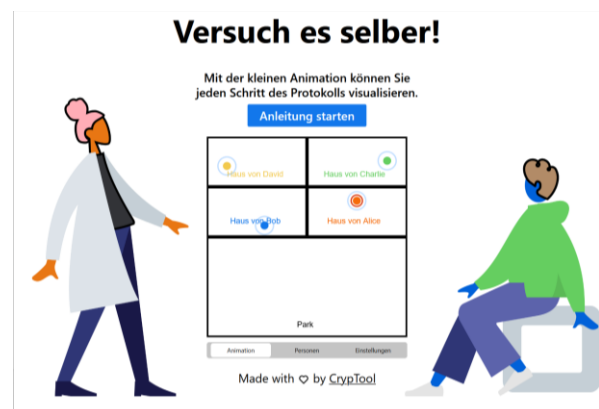 Versuch es selber!
Mit der kleinen Animation können Sie
jeden Schritt des Protokolls visualisieren.
Anleitung starten
Haus von David
Haus von Charlie
Haus von Bob
Haus von Alice
Park
Animation
Personen
Einstellungen
Made with ♡ by CrypTool